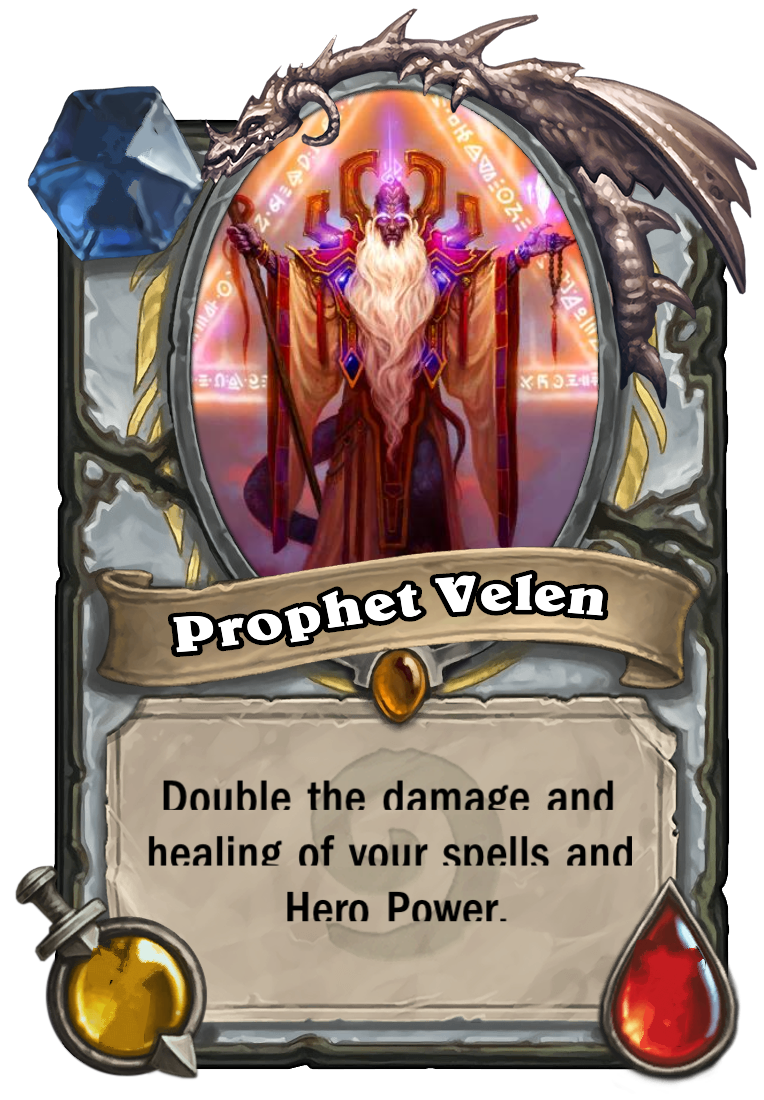 Prophet Velen
Double the damage and
healing of your spells and
Hero Power.